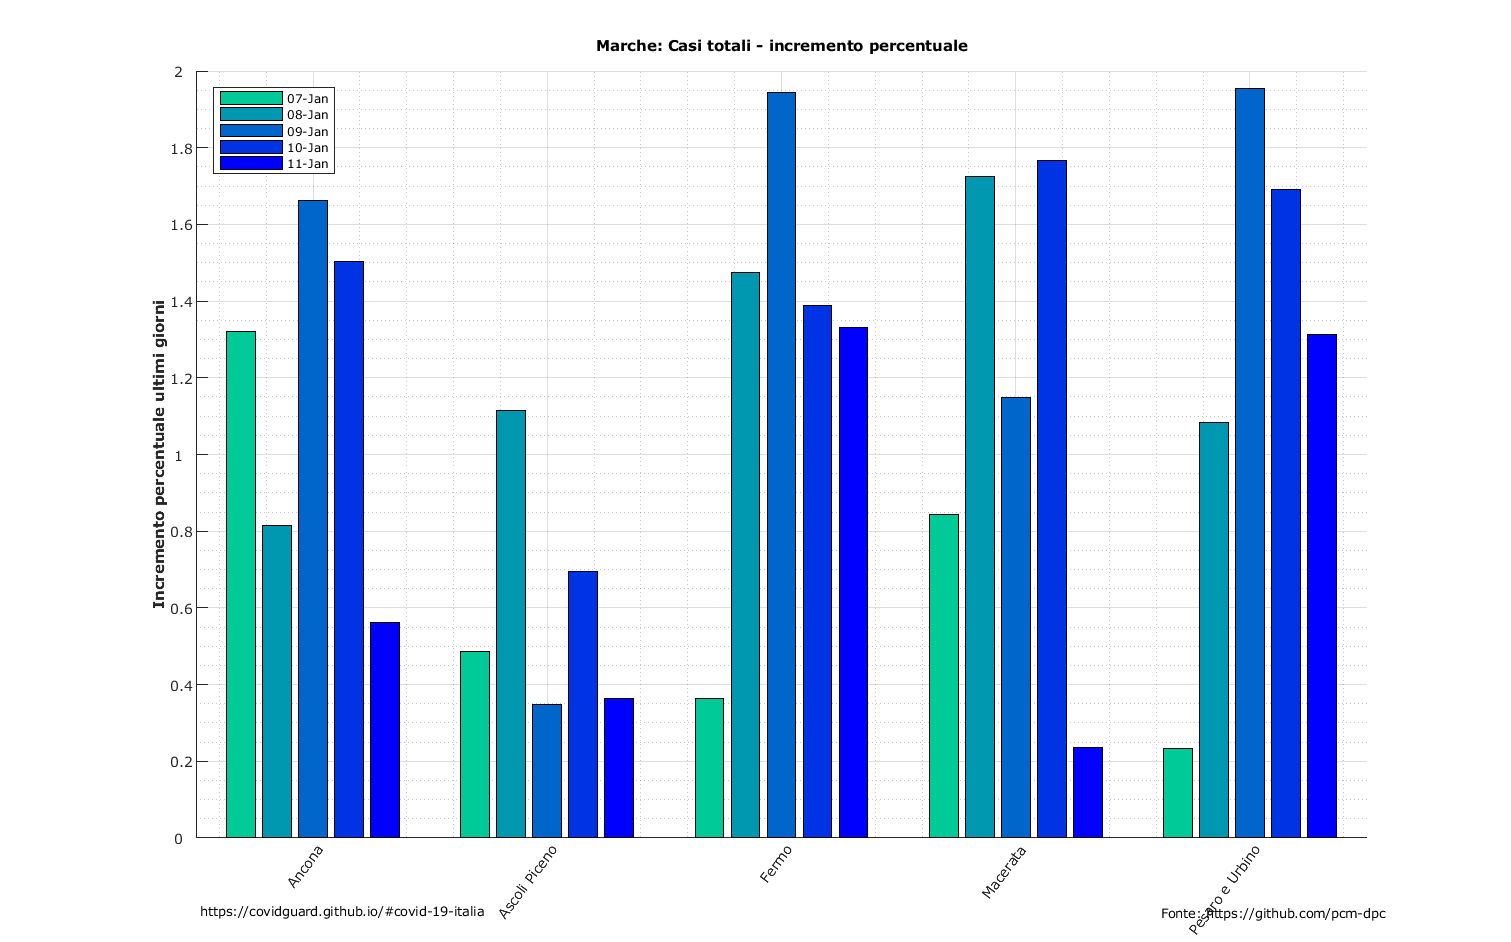 Marche: Casi totali - incremento percentuale
07-Jan
08-Jan
09-Jan
10-Jan
11-Jan
Incremento percentuale ultimi giorni
2
1.8
1.6
1.4
1.2
1
0.8
0.6
0.4
0.2
0
Ancona
Ascoli Piceno
Fermo
Macerata
Pesaro e Urbino
https://covidguard.github.io/#covid-19-italia
Fonte: https://github.com/pcm-dpc